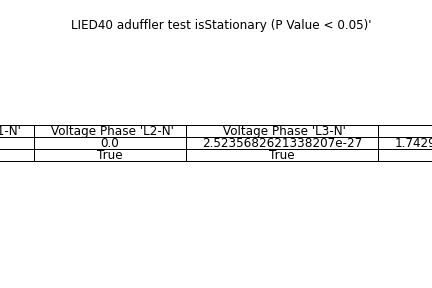 LIED40 aduffler test isStationary (P Value < 0.05)'
1-N' Voltage Phase 'L2-N' Voltage Phase 'L3-N'
0.0 2.5235682621338207e-27 1.7429
True True